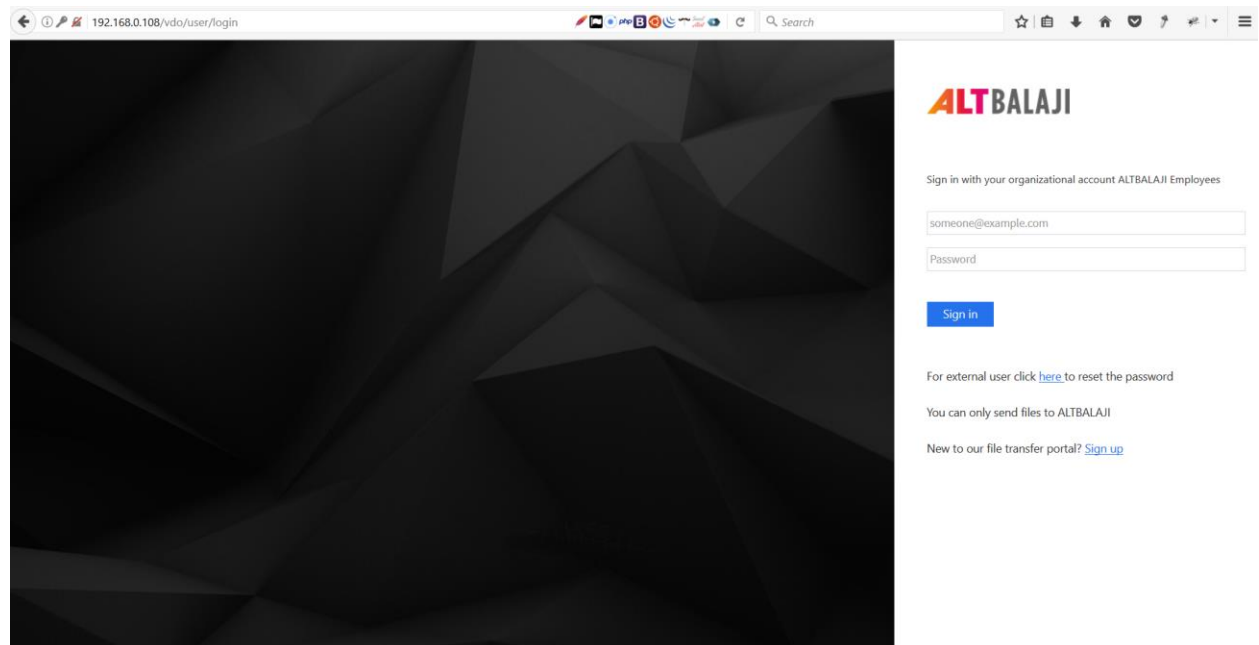 192.168.0.108/vdo/user/login
php
B
Search
ALTBALAJI
Sign in with your organizational account ALTBALAJI Employees
someone@example.com
Password
Sign in
For external user click here to reset the password
You can only send files to ALTBALAJI
New to our file transfer portal? Sign up